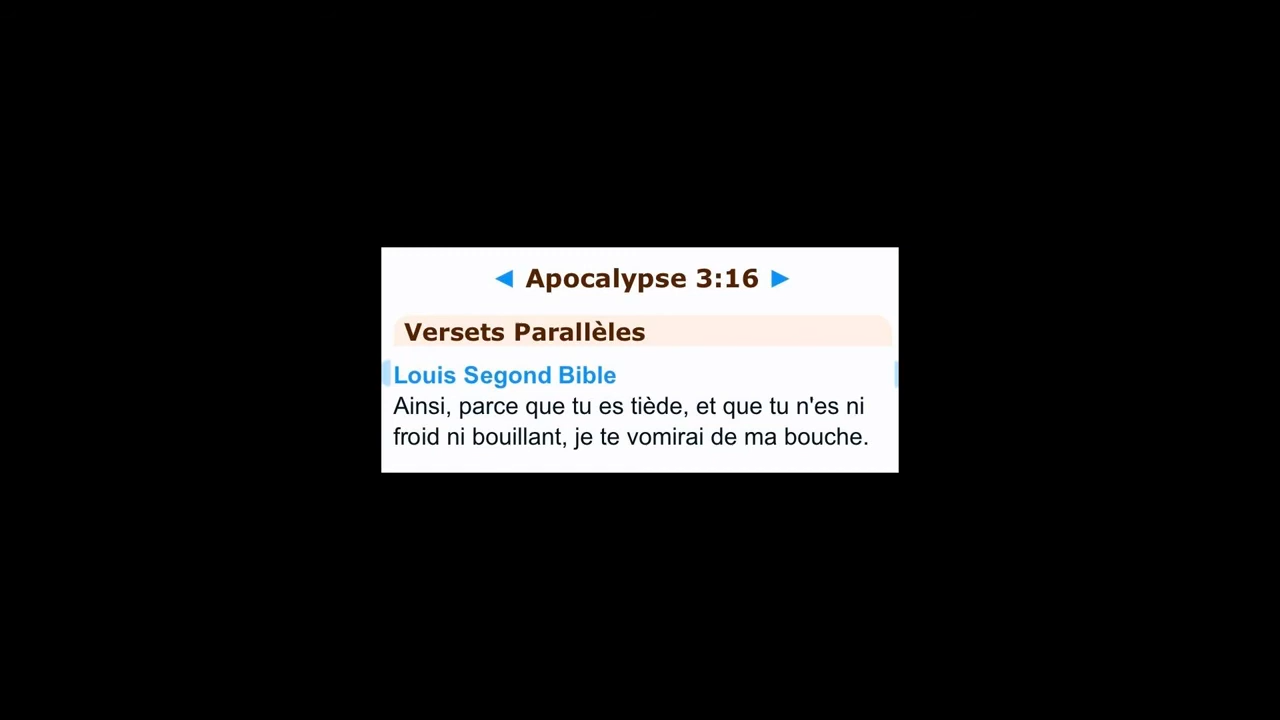 ◄ Apocalypse 3:16 ►
Versets Parallèles
Louis Segond Bible
Ainsi, parce que tu es tiède, et que tu n'es ni
froid ni bouillant, je te vomirai de ma bouche.